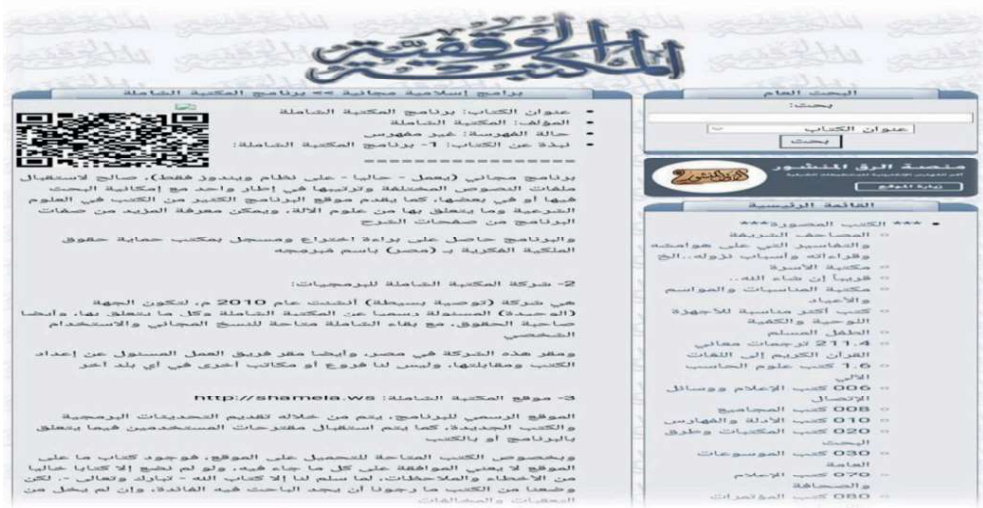 المكتبة الوقفية
البحث العام
بحث:
عنوان الكتاب
بحث
منصة الرق المنشور
زيارة الموقع
القائمة الرئيسية
*** الكتب المصورة***
المصاحف الشريفة
والتفاسير التي على هوامشه
وقراءاته وأسباب نزوله..الخ
مكتبة الأسرة
قريباً إن شاء الله..
مكتبة المناسبات والمواسم
والأعياد
كتب أكثر مناسبة للأجهزة
اللوحية والكفية
الطفل المسلم
211.4 ترجمات معاني
القرآن الكريم إلى اللغات
1.6 كتب علوم الحاسب
الآلي
006 كتب الإعلام ووسائل
الإتصال
008 كتب المجاميع
010 كتب الأدلة والفهارس
020 كتب المكتبات وطرق
البحث
030 كتب الموسوعات
العامة
070 كتب الإعلام
والصحافة
080 كتب المؤتمرات
برامج إسلامية مجانية >> برنامج المكتبة الشاملة
عنوان الكتاب: برنامج المكتبة الشاملة
المؤلف: المكتبة الشاملة
حالة الفهرسة: غير مفهرس
نبذة عن الكتاب: 1- برنامج المكتبة الشاملة:
----------------
برنامج مجاني (يعمل - حاليا - على نظام ويندوز فقط)، صالح لاستقبال
ملفات النصوص المختلفة وترتيبها في إطار واحد مع إمكانية البحث
فيها أو في بعضها، كما يقدم موقع البرنامج الكثير من الكتب في العلوم
الشرعية وما يتعلق بها من علوم الآلة، ويمكن معرفة المزيد من صفات
البرنامج من صفحات الشرح
والبرنامج حاصل على براءة اختراع ومسجل بمكتب حماية حقوق
الملكية الفكرية بـ (مصر) باسم مبرمجه
2- شركة المكتبة الشاملة للبرمجيات:
هي شركة (توصية بسيطة) أنشئت عام 2010 م، لتكون الجهة
(الوحيدة) المسئولة رسميا عن المكتبة الشاملة وكل ما يتعلق بها، وأيضا
صاحبة الحقوق، مع بقاء الشاملة متاحة للنسخ المجاني والاستخدام
الشخصي
ومقر هذه الشركة في مصر، وأيضا مقر فريق العمل المسئول عن إعداد
الكتب ومقابلتها، وليس لنا فروع أو مكاتب أخرى في أي بلد آخر
3- موقع المكتبة الشاملة: http://shamela.ws
الموقع الرسمي للبرنامج، يتم من خلاله تقديم التحديثات البرمجية
والكتب الجديدة، كما يتم استقبال مقترحات المستخدمين فيما يتعلق
بالبرنامج أو بالكتب
وبخصوص الكتب المتاحة للتحميل على الموقع، فوجود كتاب ما على
الموقع لا يعني الموافقة على كل ما جاء فيه، ولو لم نضع إلا كتابا خاليا
من الأخطاء والملاحظات، لما سلم لنا إلا كتاب الله - تبارك وتعالى -. لكن
وضعنا من الكتب ما رجونا أن يجد الباحث فيه الفائدة، وإن لم يخل من
التعقبات والمخالفات